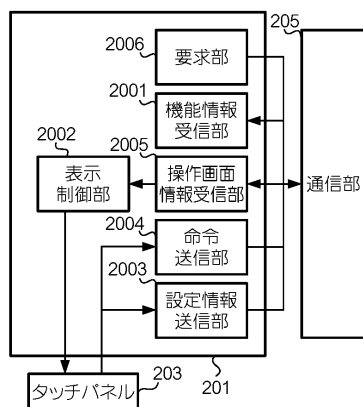 205
2006
要求部
2001
機能情報
受信部
2002
2005
表示
制御部
操作画面
情報受信部
通信部
2004
命令
送信部
2003
設定情報
送信部
タッチパネル
203
201